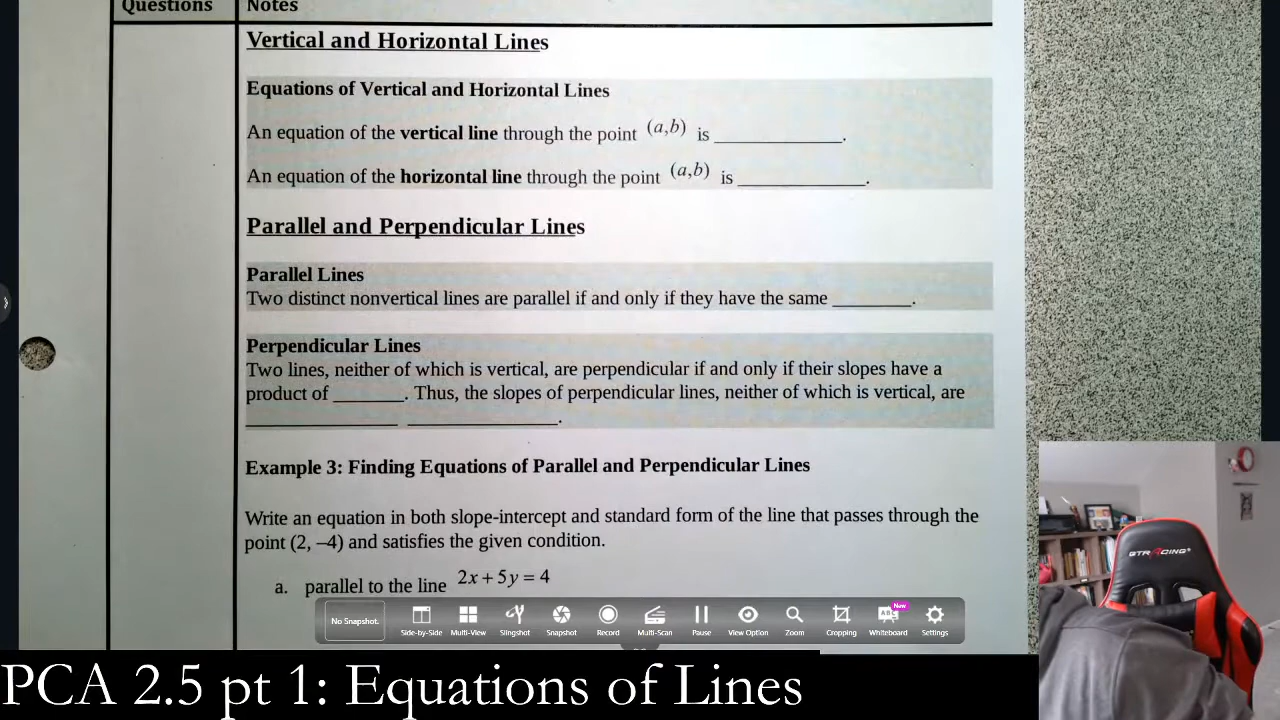 Questions Notes
Vertical and Horizontal Lines
Equations of Vertical and Horizontal Lines
An equation of the vertical line through the point (a,b) is ____________.
An equation of the horizontal line through the point (a,b) is ____________.
Parallel and Perpendicular Lines
Parallel Lines
Two distinct nonvertical lines are parallel if and only if they have the same ________.
Perpendicular Lines
Two lines, neither of which is vertical, are perpendicular if and only if their slopes have a
product of _______. Thus, the slopes of perpendicular lines, neither of which is vertical, are
_______________ _______________.
Example 3: Finding Equations of Parallel and Perpendicular Lines
Write an equation in both slope-intercept and standard form of the line that passes through the
point (2, –4) and satisfies the given condition.
a. parallel to the line 2x + 5y = 4
No Snapshot.
Side-by-Side Multi-View Slingshot Snapshot Record Multi-Scan Pause View Option Zoom Cropping Whiteboard Settings
New
ABC
GTRACING
PCA 2.5 pt 1: Equations of Lines